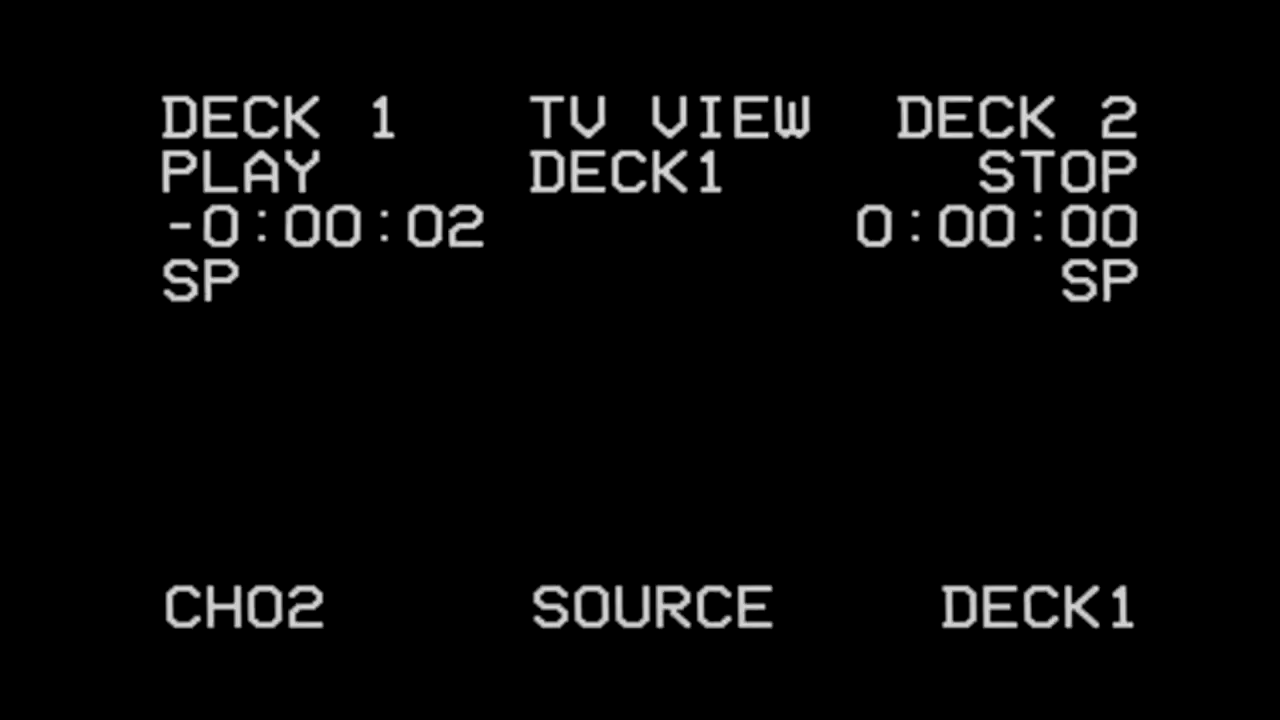 DECK 1 TV VIEW DECK 2
PLAY DECK1 STOP
-0:00:02 0:00:00
SP SP
CH02 SOURCE DECK1